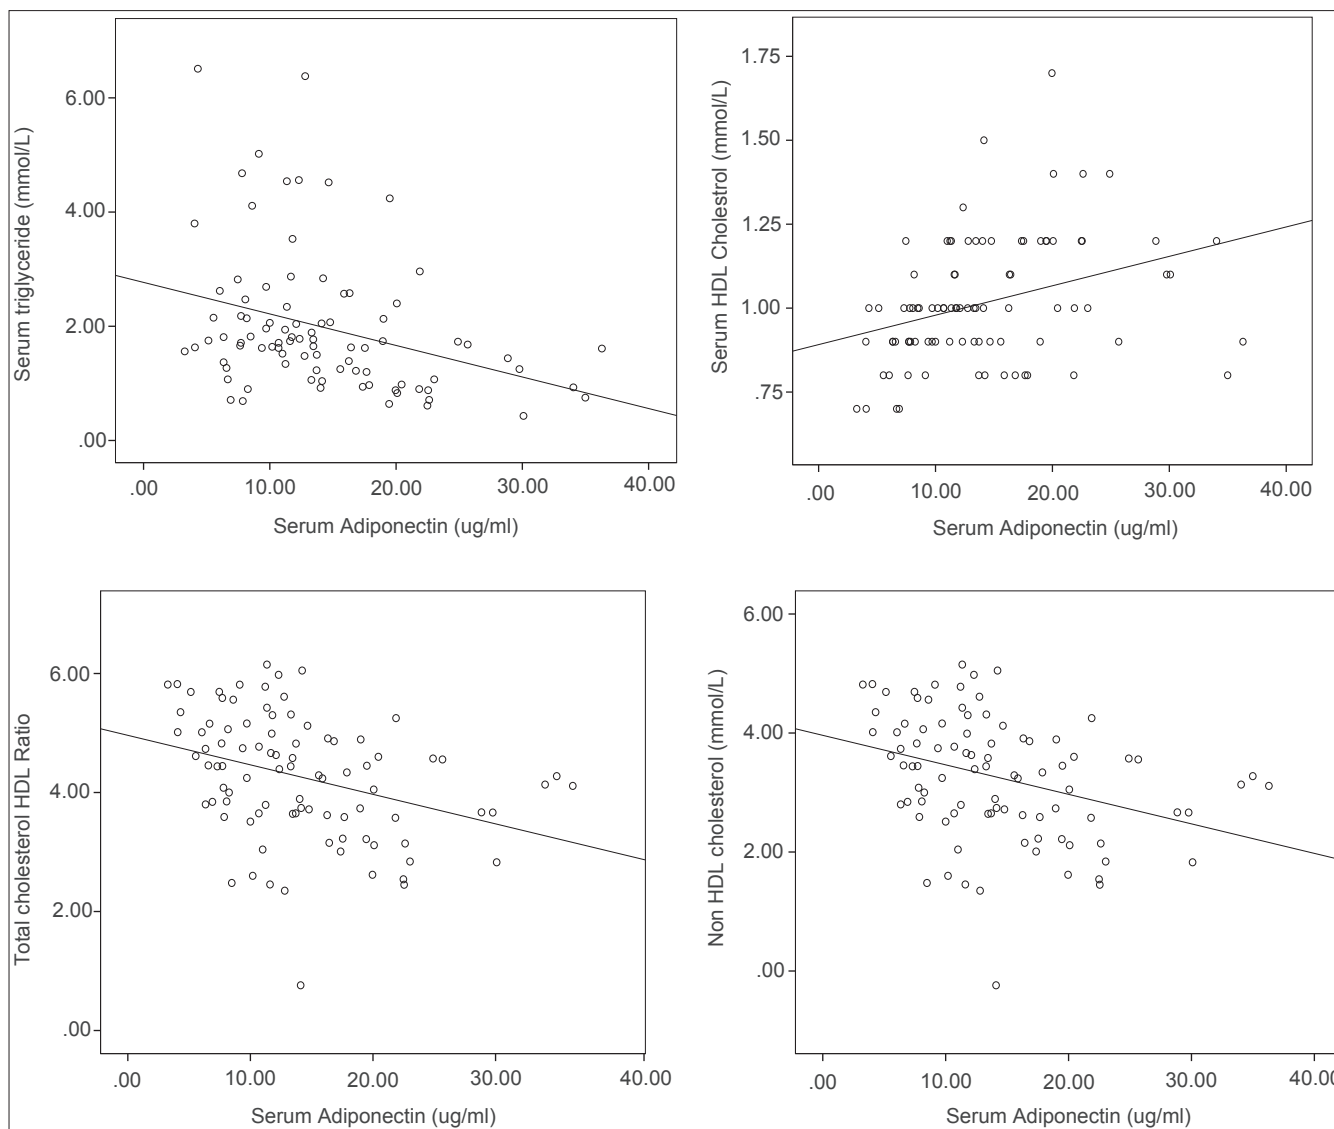 Serum triglyceride (mmol/L)
6.00
4.00
2.00
.00
.00 10.00 20.00 30.00 40.00
Serum Adiponectin (ug/ml)
Serum HDL Cholestrol (mmol/L)
1.75
1.50
1.25
1.00
.75
.00 10.00 20.00 30.00 40.00
Serum Adiponectin (ug/ml)
Total cholesterol HDL Ratio
6.00
4.00
2.00
.00
.00 10.00 20.00 30.00 40.00
Serum Adiponectin (ug/ml)
Non HDL cholesterol (mmol/L)
6.00
4.00
2.00
.00
.00 10.00 20.00 30.00 40.00
Serum Adiponectin (ug/ml)